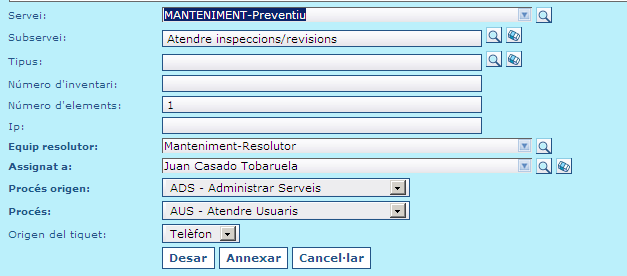 Servei: MANTENIMENT-Preventiu
Subservei: Atendre inspeccions/revisions
Tipus:
Número d'inventari:
Número d'elements: 1
Ip:
Equip resolutor: Manteniment-Resolutor
Assignat a: Juan Casado Tobaruela
Procés origen: ADS - Administrar Serveis
Procés: AUS - Atendre Usuaris
Origen del tiquet: Telèfon
Desar Annexar Cancel·lar